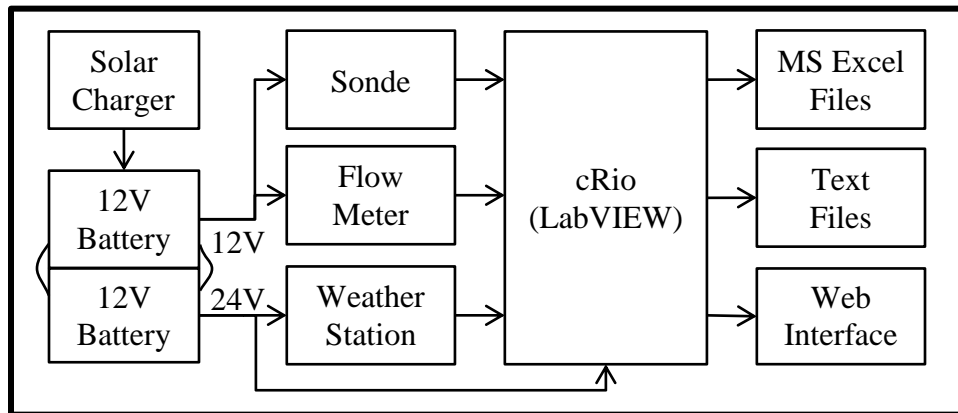 Solar
Charger
12V
Battery
12V
Battery
12V
24V
Sonde
Flow
Meter
Weather
Station
cRio
(LabVIEW)
MS Excel
Files
Text
Files
Web
Interface